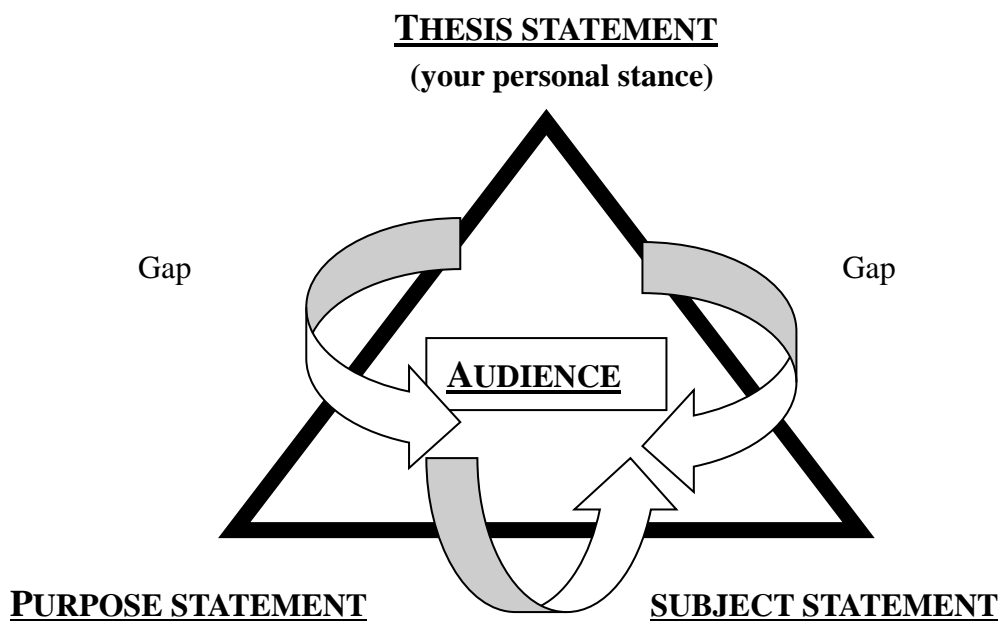 THESIS STATEMENT
(your personal stance)
Gap
Gap
AUDIENCE
PURPOSE STATEMENT
SUBJECT STATEMENT